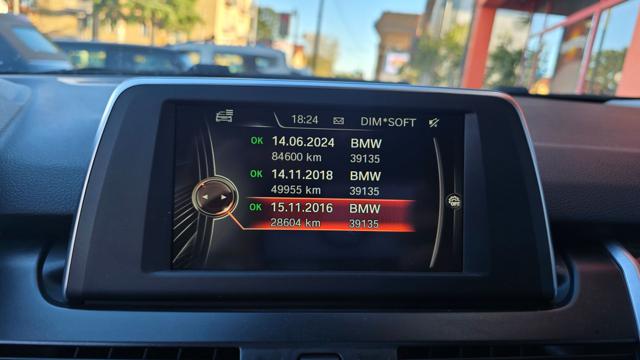 18:24 DIM*SOFT
OK 14.06.2024 BMW
84600 km 39135
OK 14.11.2018 BMW
49955 km 39135
OK 15.11.2016 BMW
28604 km 39135
OFF